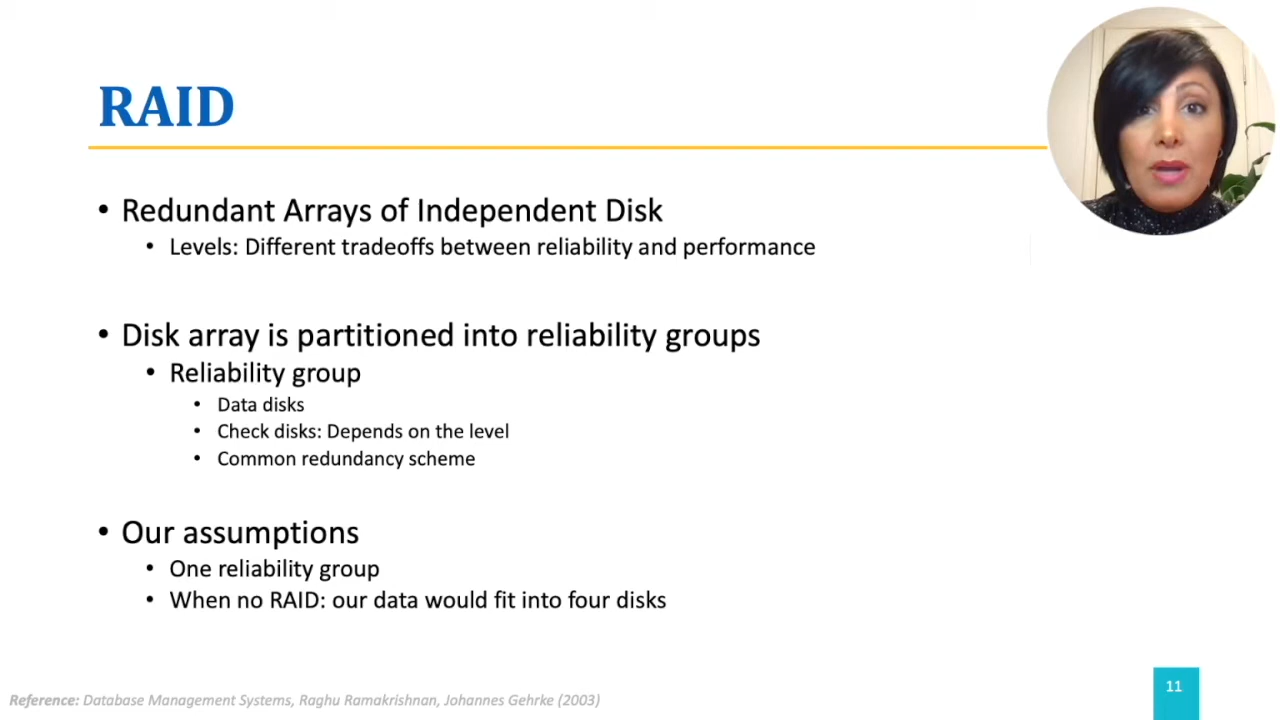 RAID
• Redundant Arrays of Independent Disk
• Levels: Different tradeoffs between reliability and performance
• Disk array is partitioned into reliability groups
• Reliability group
• Data disks
• Check disks: Depends on the level
• Common redundancy scheme
• Our assumptions
• One reliability group
• When no RAID: our data would fit into four disks
Reference: Database Management Systems, Raghu Ramakrishnan, Johannes Gehrke (2003)
11